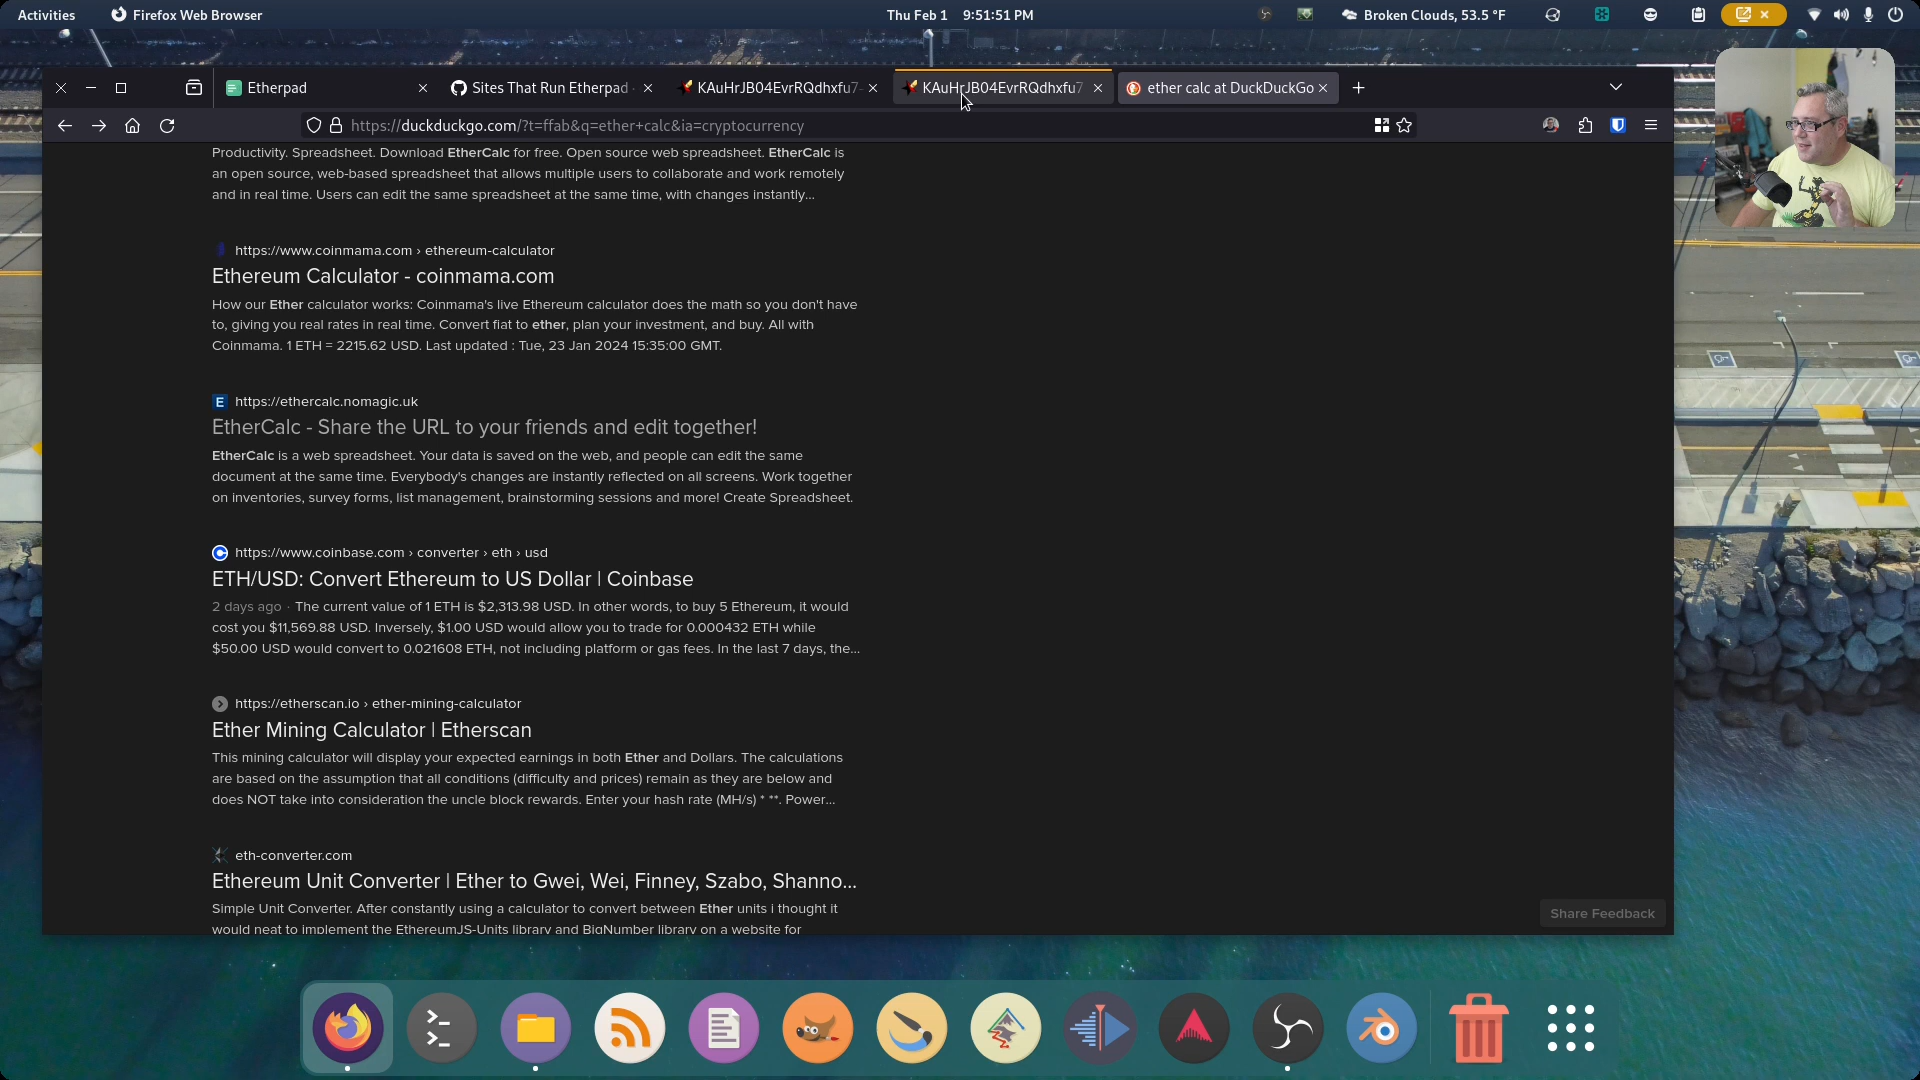 Activities
Firefox Web Browser
Thu Feb 1 9:51:51 PM
Broken Clouds, 53.5 °F
Etherpad
Sites That Run Etherpad ·
KAuHrJB04EvrRQdhxfu7-
KAuHrJB04EvrRQdhxfu7
ether calc at DuckDuckGo
https://duckduckgo.com/?t=ffab&q=ether+calc&ia=cryptocurrency
Productivity. Spreadsheet. Download EtherCalc for free. Open source web spreadsheet. EtherCalc is
an open source, web-based spreadsheet that allows multiple users to collaborate and work remotely
and in real time. Users can edit the same spreadsheet at the same time, with changes instantly...
https://www.coinmama.com › ethereum-calculator
Ethereum Calculator - coinmama.com
How our Ether calculator works: Coinmama's live Ethereum calculator does the math so you don't have
to, giving you real rates in real time. Convert fiat to ether, plan your investment, and buy. All with
Coinmama. 1 ETH = 2215.62 USD. Last updated : Tue, 23 Jan 2024 15:35:00 GMT.
E https://ethercalc.nomagic.uk
EtherCalc - Share the URL to your friends and edit together!
EtherCalc is a web spreadsheet. Your data is saved on the web, and people can edit the same
document at the same time. Everybody's changes are instantly reflected on all screens. Work together
on inventories, survey forms, list management, brainstorming sessions and more! Create Spreadsheet.
https://www.coinbase.com › converter › eth › usd
ETH/USD: Convert Ethereum to US Dollar | Coinbase
2 days ago · The current value of 1 ETH is $2,313.98 USD. In other words, to buy 5 Ethereum, it would
cost you $11,569.88 USD. Inversely, $1.00 USD would allow you to trade for 0.000432 ETH while
$50.00 USD would convert to 0.021608 ETH, not including platform or gas fees. In the last 7 days, the...
https://etherscan.io › ether-mining-calculator
Ether Mining Calculator | Etherscan
This mining calculator will display your expected earnings in both Ether and Dollars. The calculations
are based on the assumption that all conditions (difficulty and prices) remain as they are below and
does NOT take into consideration the uncle block rewards. Enter your hash rate (MH/s) * **. Power...
eth-converter.com
Ethereum Unit Converter | Ether to Gwei, Wei, Finney, Szabo, Shanno...
Simple Unit Converter. After constantly using a calculator to convert between Ether units i thought it
would neat to implement the EthereumJS-Units library and BigNumber library on a website for
Share Feedback